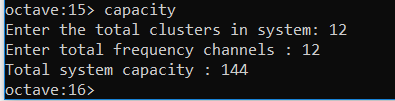 octave:15> capacity
Enter the total clusters in system: 12
Enter total frequency channels : 12
Total system capacity : 144
octave:16>